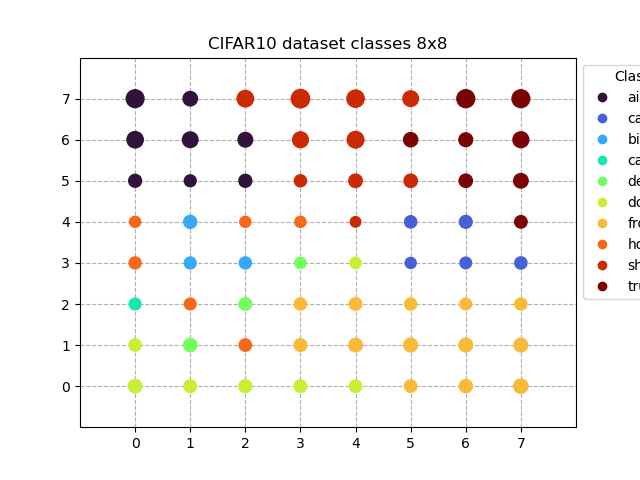 CIFAR10 dataset classes 8x8
7
6
5
4
3
2
1
0
0 1 2 3 4 5 6 7
Clas
ai
ca
bi
ca
de
do
fro
ho
sh
tru